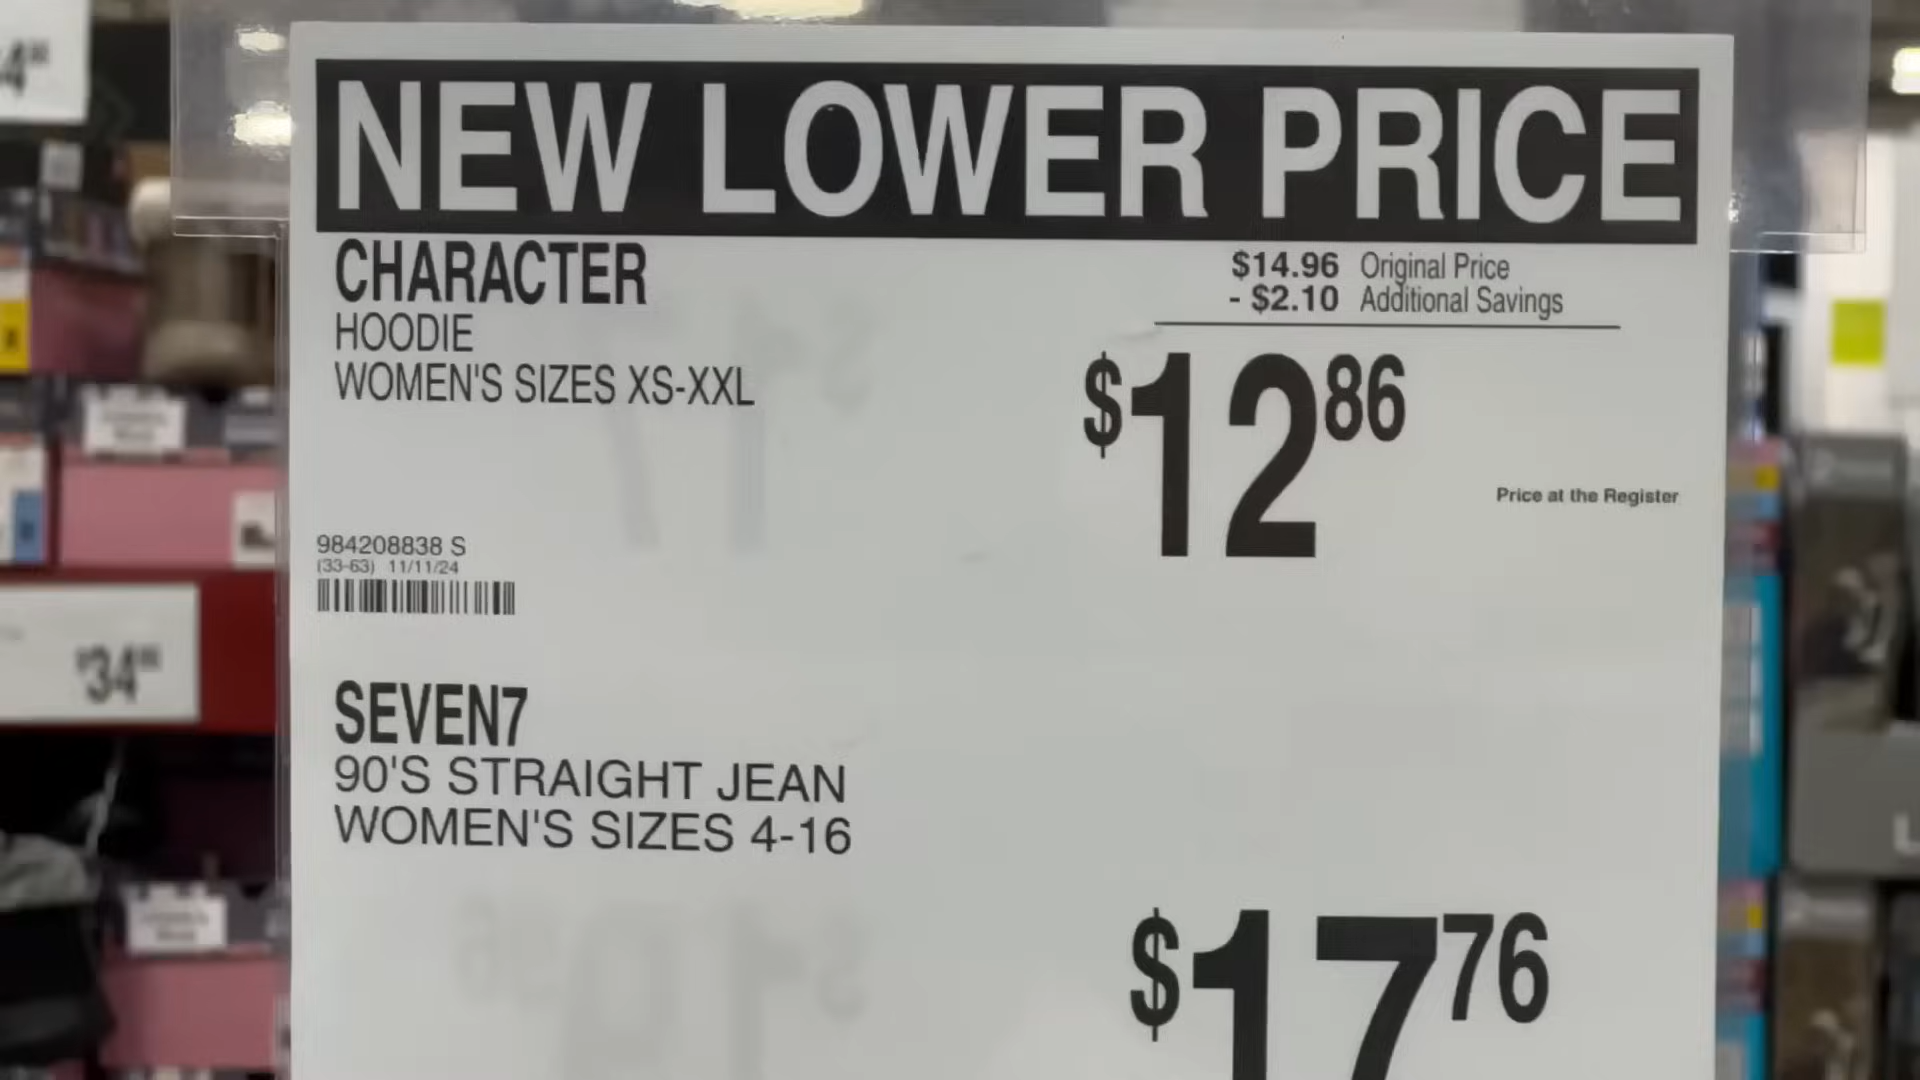 NEW LOWER PRICE
CHARACTER
HOODIE
WOMEN'S SIZES XS-XXL
$14.96 Original Price
- $2.10 Additional Savings
$12 86
Price at the Register
984208838 S
(33-63) 11/11/24
SEVEN7
90'S STRAIGHT JEAN
WOMEN'S SIZES 4-16
$17 76
$34